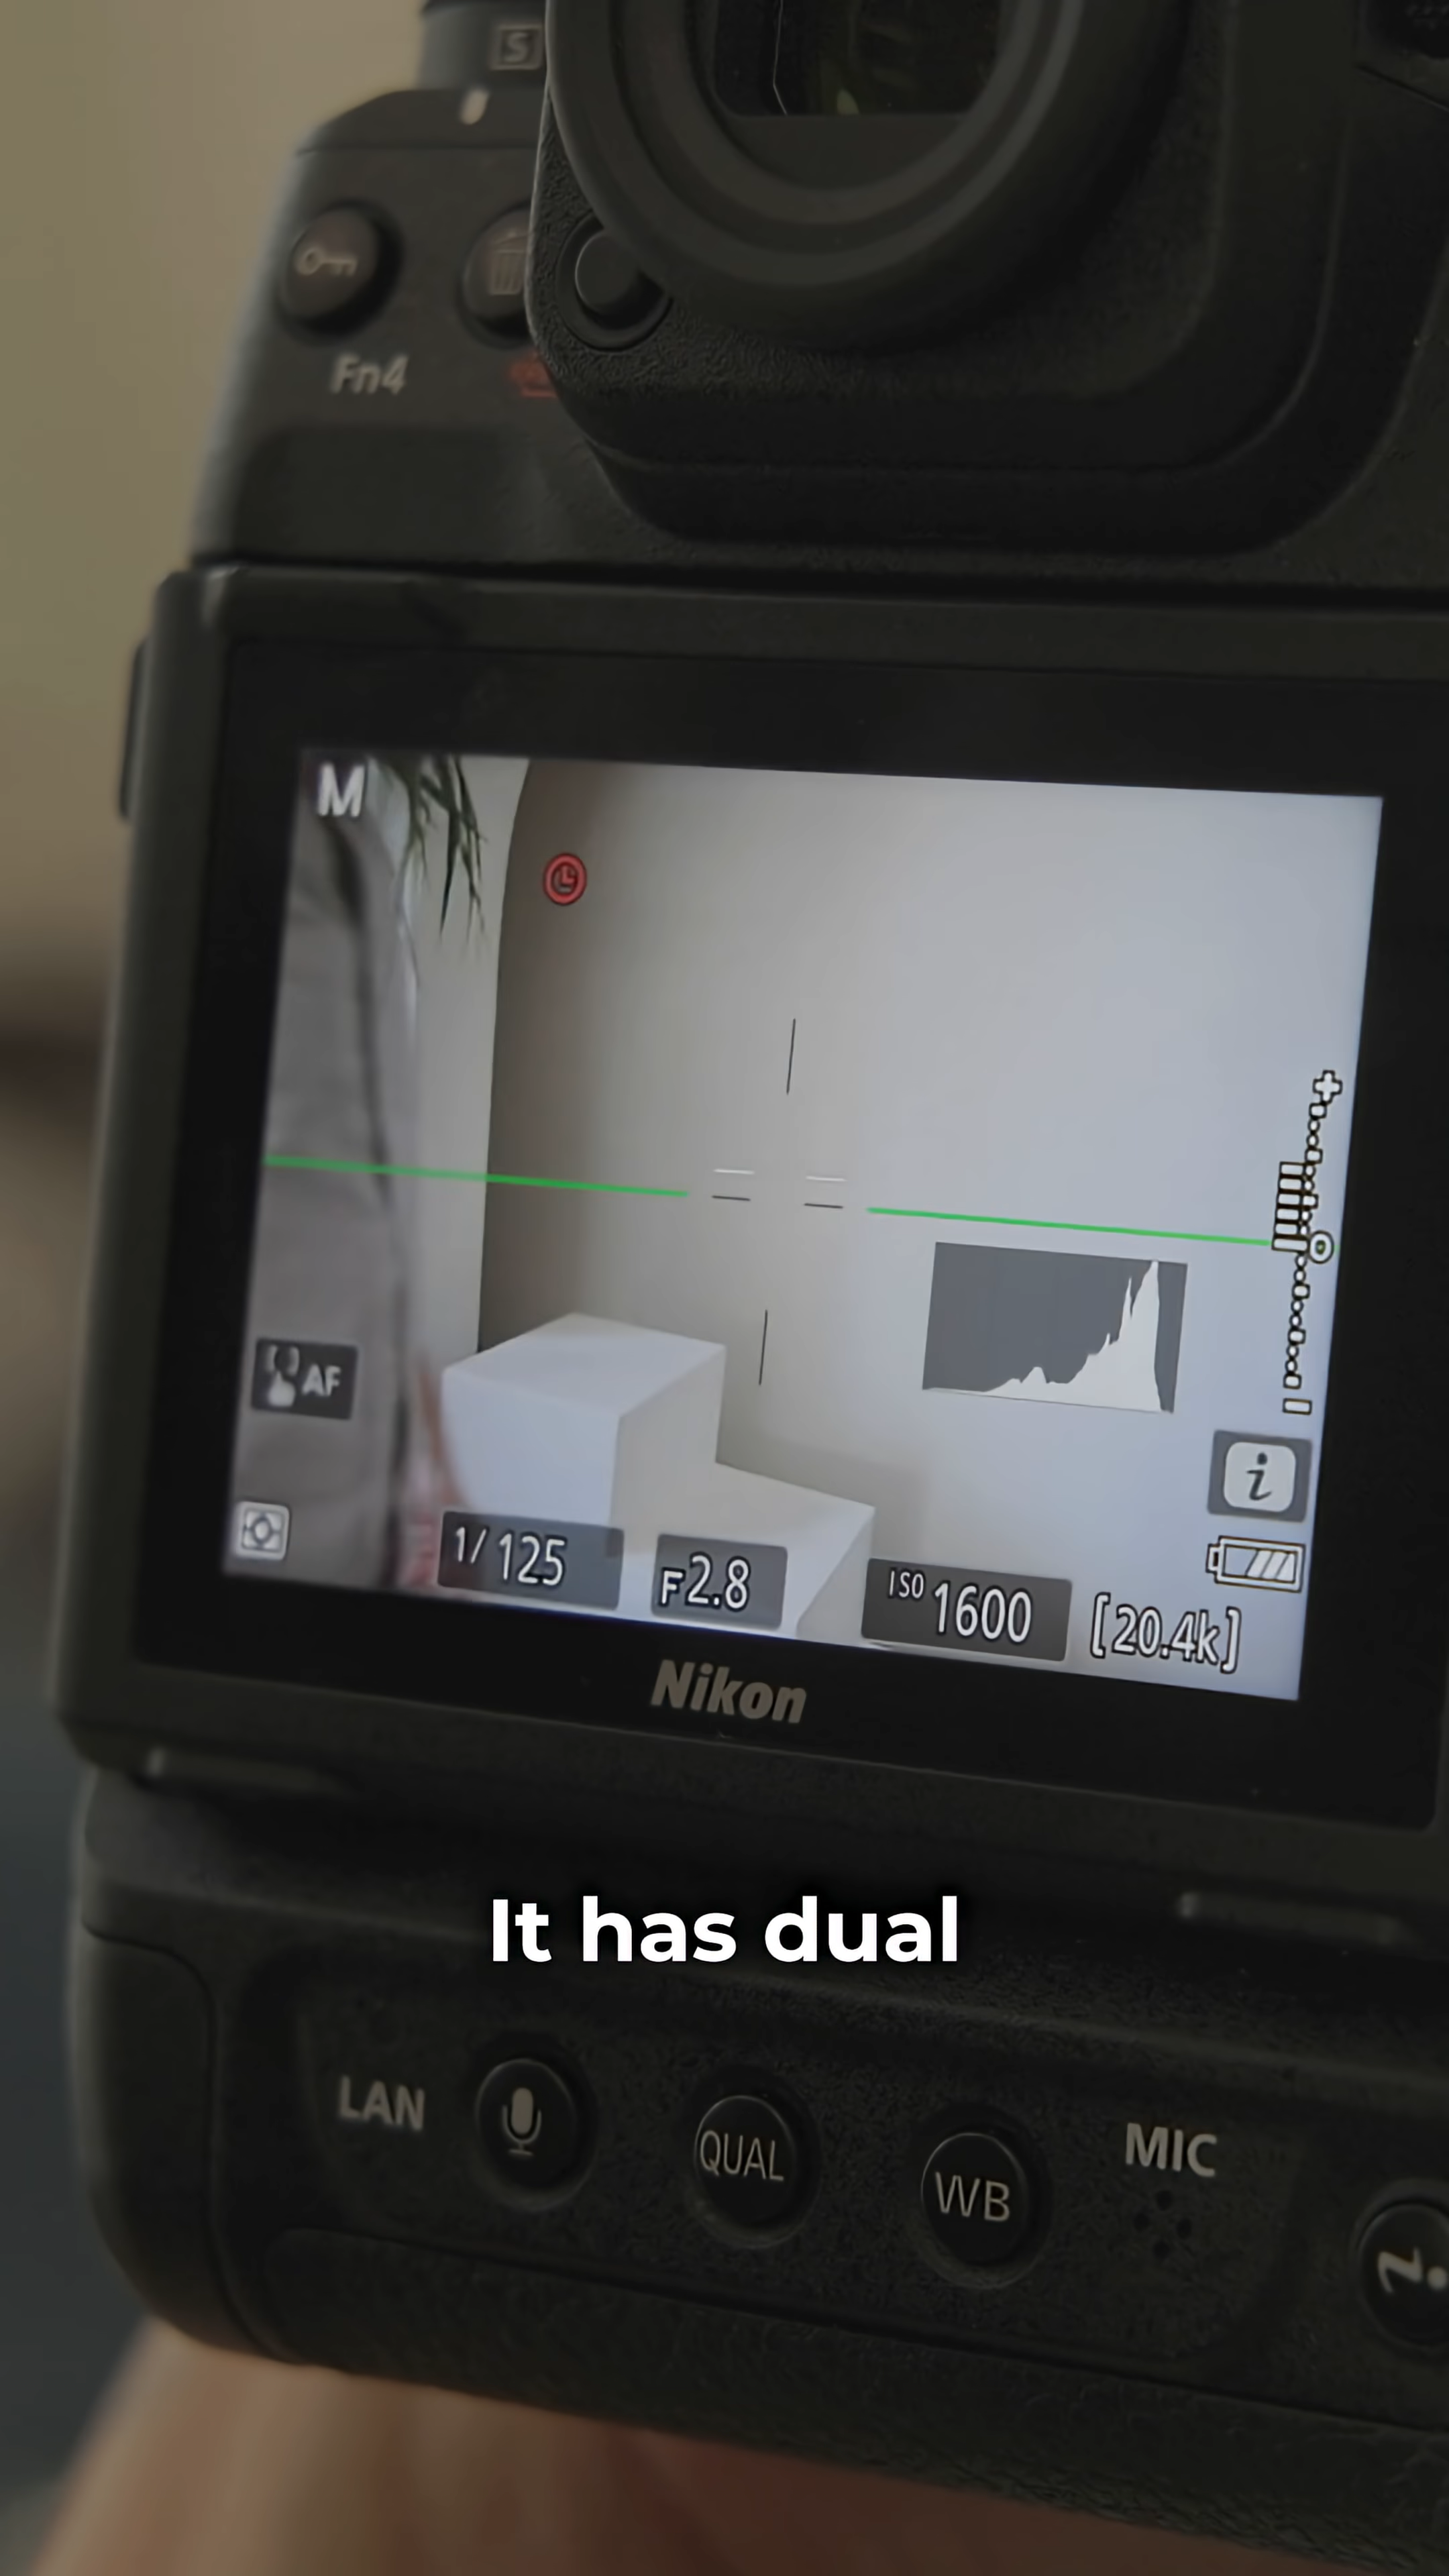 S
Fn4
M
AF
i
1/125
F2.8
ISO 1600
[20.4k]
Nikon
It has dual
LAN
QUAL
WB
MIC
i